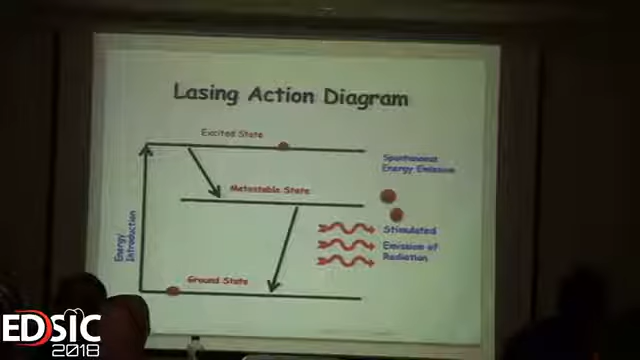 Lasing Action Diagram
Excited State
Spontaneous
Energy Emission
Metastable State
Stimulated
Emission of
Radiation
Energy
Introduction
Ground State
EDSIC
2018